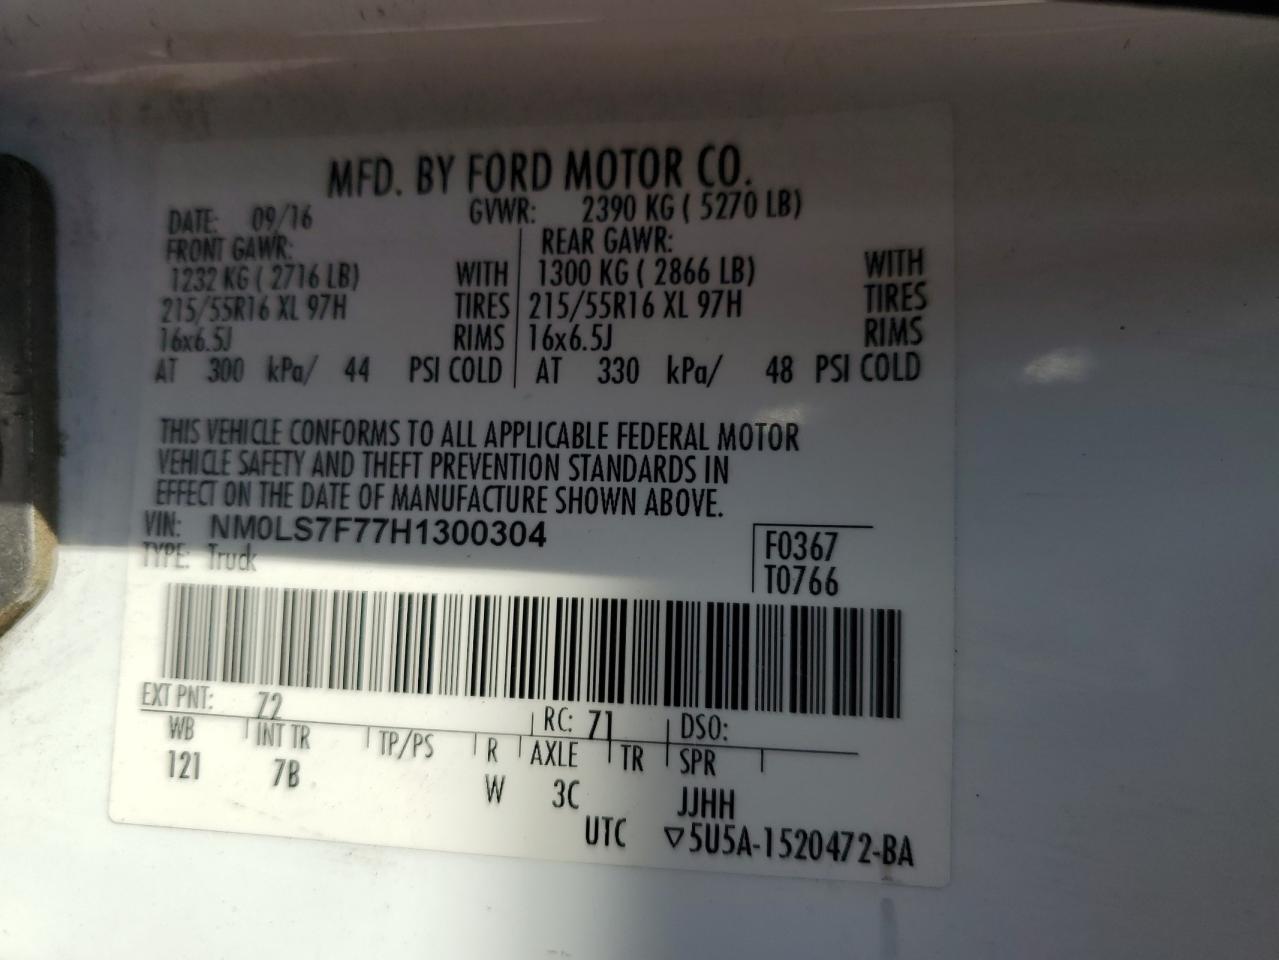 MFD. BY FORD MOTOR CO.
DATE: 09/16 GVWR: 2390 KG ( 5270 LB)
FRONT GAWR: REAR GAWR:
1232 KG ( 2716 LB) WITH 1300 KG ( 2866 LB) WITH
215/55R16 XL 97H TIRES 215/55R16 XL 97H TIRES
16x6.5J RIMS 16x6.5J RIMS
AT 300 kPa/ 44 PSI COLD AT 330 kPa/ 48 PSI COLD
THIS VEHICLE CONFORMS TO ALL APPLICABLE FEDERAL MOTOR
VEHICLE SAFETY AND THEFT PREVENTION STANDARDS IN
EFFECT ON THE DATE OF MANUFACTURE SHOWN ABOVE.
VIN: NM0LS7F77H1300304
F0367
TYPE: Truck
T0766
EXT PNT: Z2 RC: 71 DSO:
WB INT TR TP/PS R AXLE TR SPR
121 7B W 3C JJHH
UTC ▽5U5A-1520472-BA